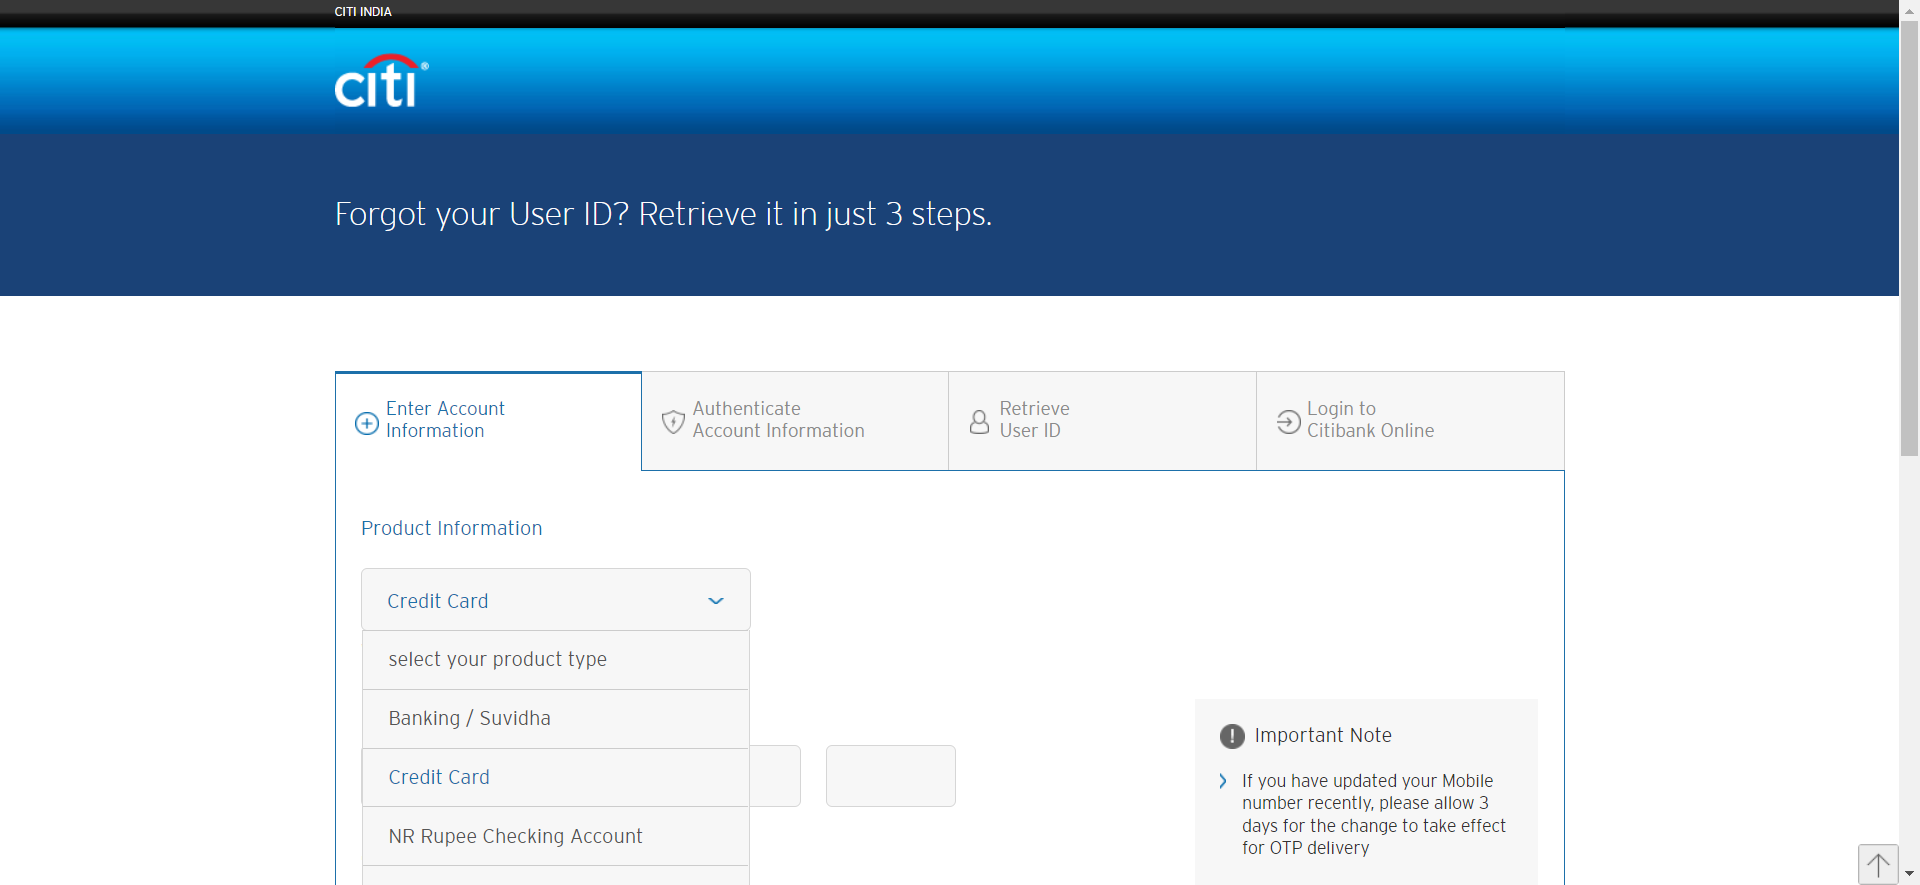 CITI INDIA
citi®
Forgot your User ID? Retrieve it in just 3 steps.
Enter Account
Information
Authenticate
Account Information
Retrieve
User ID
Login to
Citibank Online
Product Information
Credit Card
select your product type
Banking / Suvidha
Credit Card
NR Rupee Checking Account
Important Note
If you have updated your Mobile
number recently, please allow 3
days for the change to take effect
for OTP delivery